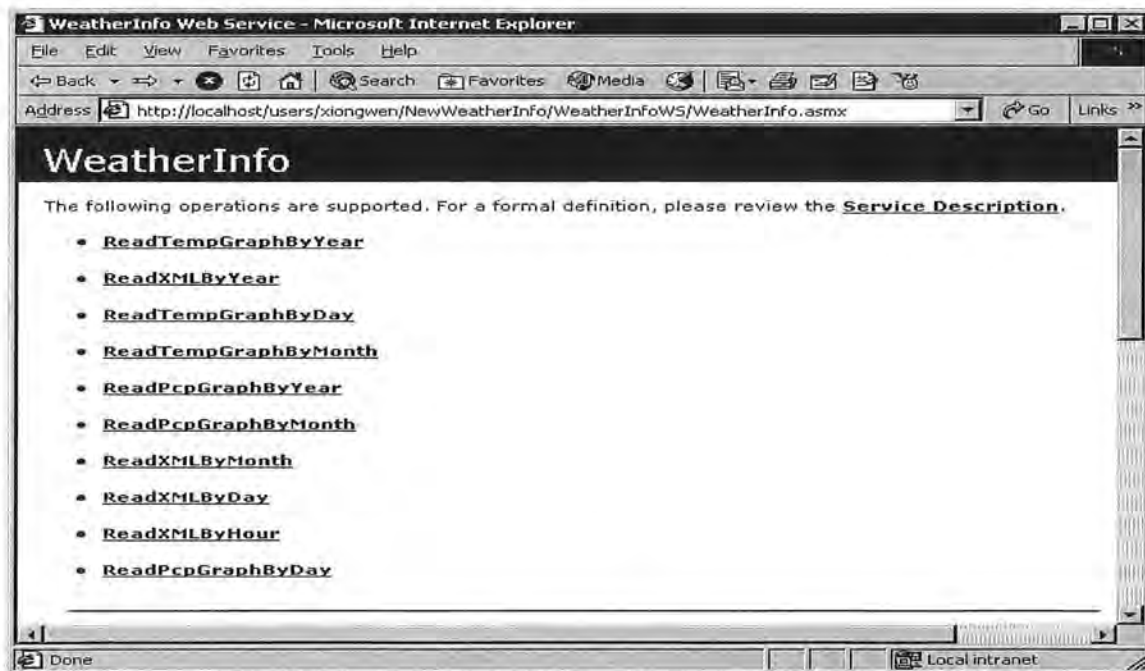 WeatherInfo Web Service - Microsoft Internet Explorer
File Edit View Favorites Tools Help
Back Search Favorites Media
Address http://localhost/users/xiongwen/NewWeatherInfo/WeatherInfoWS/WeatherInfo.asmx Go Links »
WeatherInfo
The following operations are supported. For a formal definition, please review the Service Description.
• ReadTempGraphByYear
• ReadXMLByYear
• ReadTempGraphByDay
• ReadTempGraphByMonth
• ReadPcpGraphByYear
• ReadPcpGraphByMonth
• ReadXMLByMonth
• ReadXMLByDay
• ReadXMLByHour
• ReadPcpGraphByDay
Done Local intranet